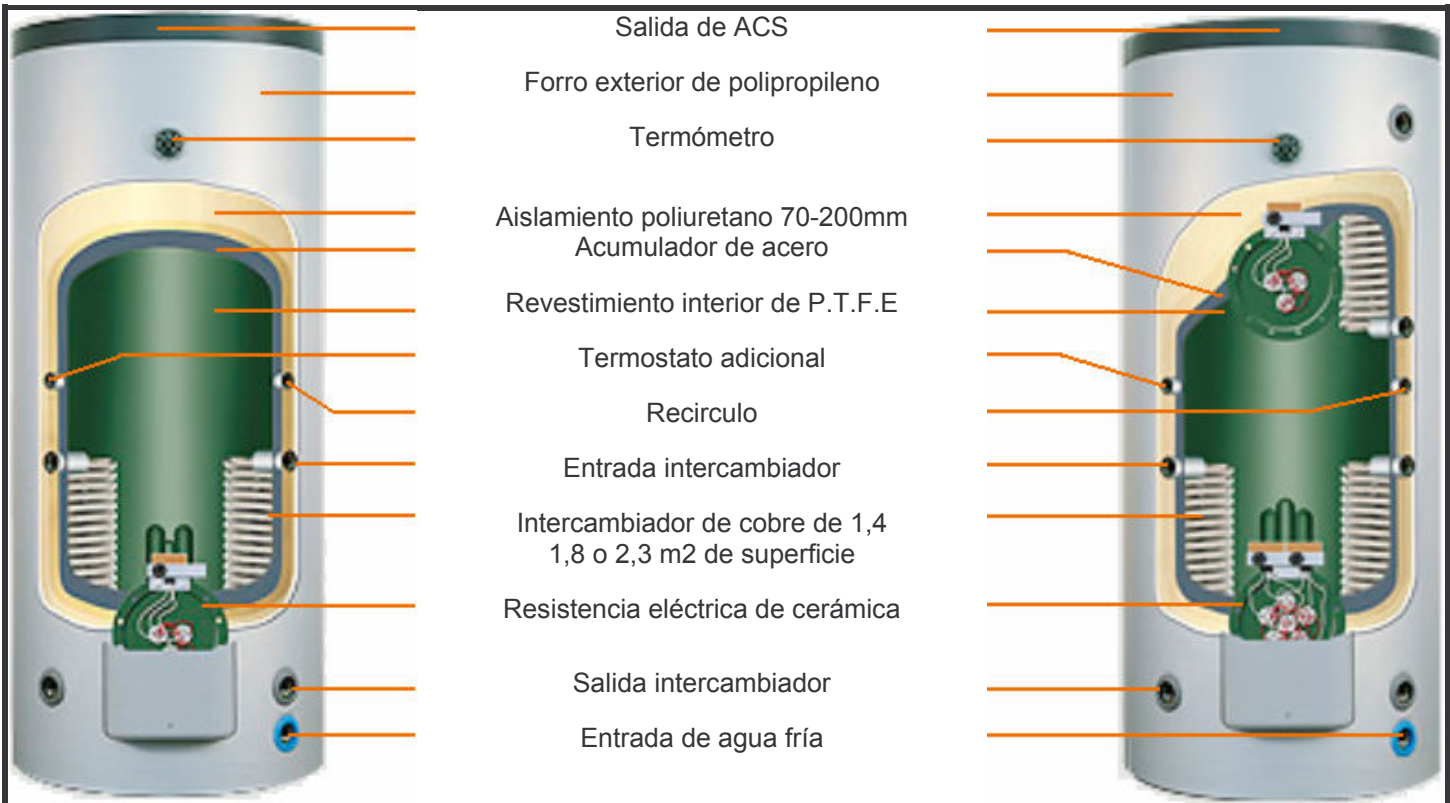 Salida de ACS
Forro exterior de polipropileno
Termómetro
Aislamiento poliuretano 70-200mm
Acumulador de acero
Revestimiento interior de P.T.F.E
Termostato adicional
Recirculo
Entrada intercambiador
Intercambiador de cobre de 1,4
1,8 o 2,3 m2 de superficie
Resistencia eléctrica de cerámica
Salida intercambiador
Entrada de agua fría